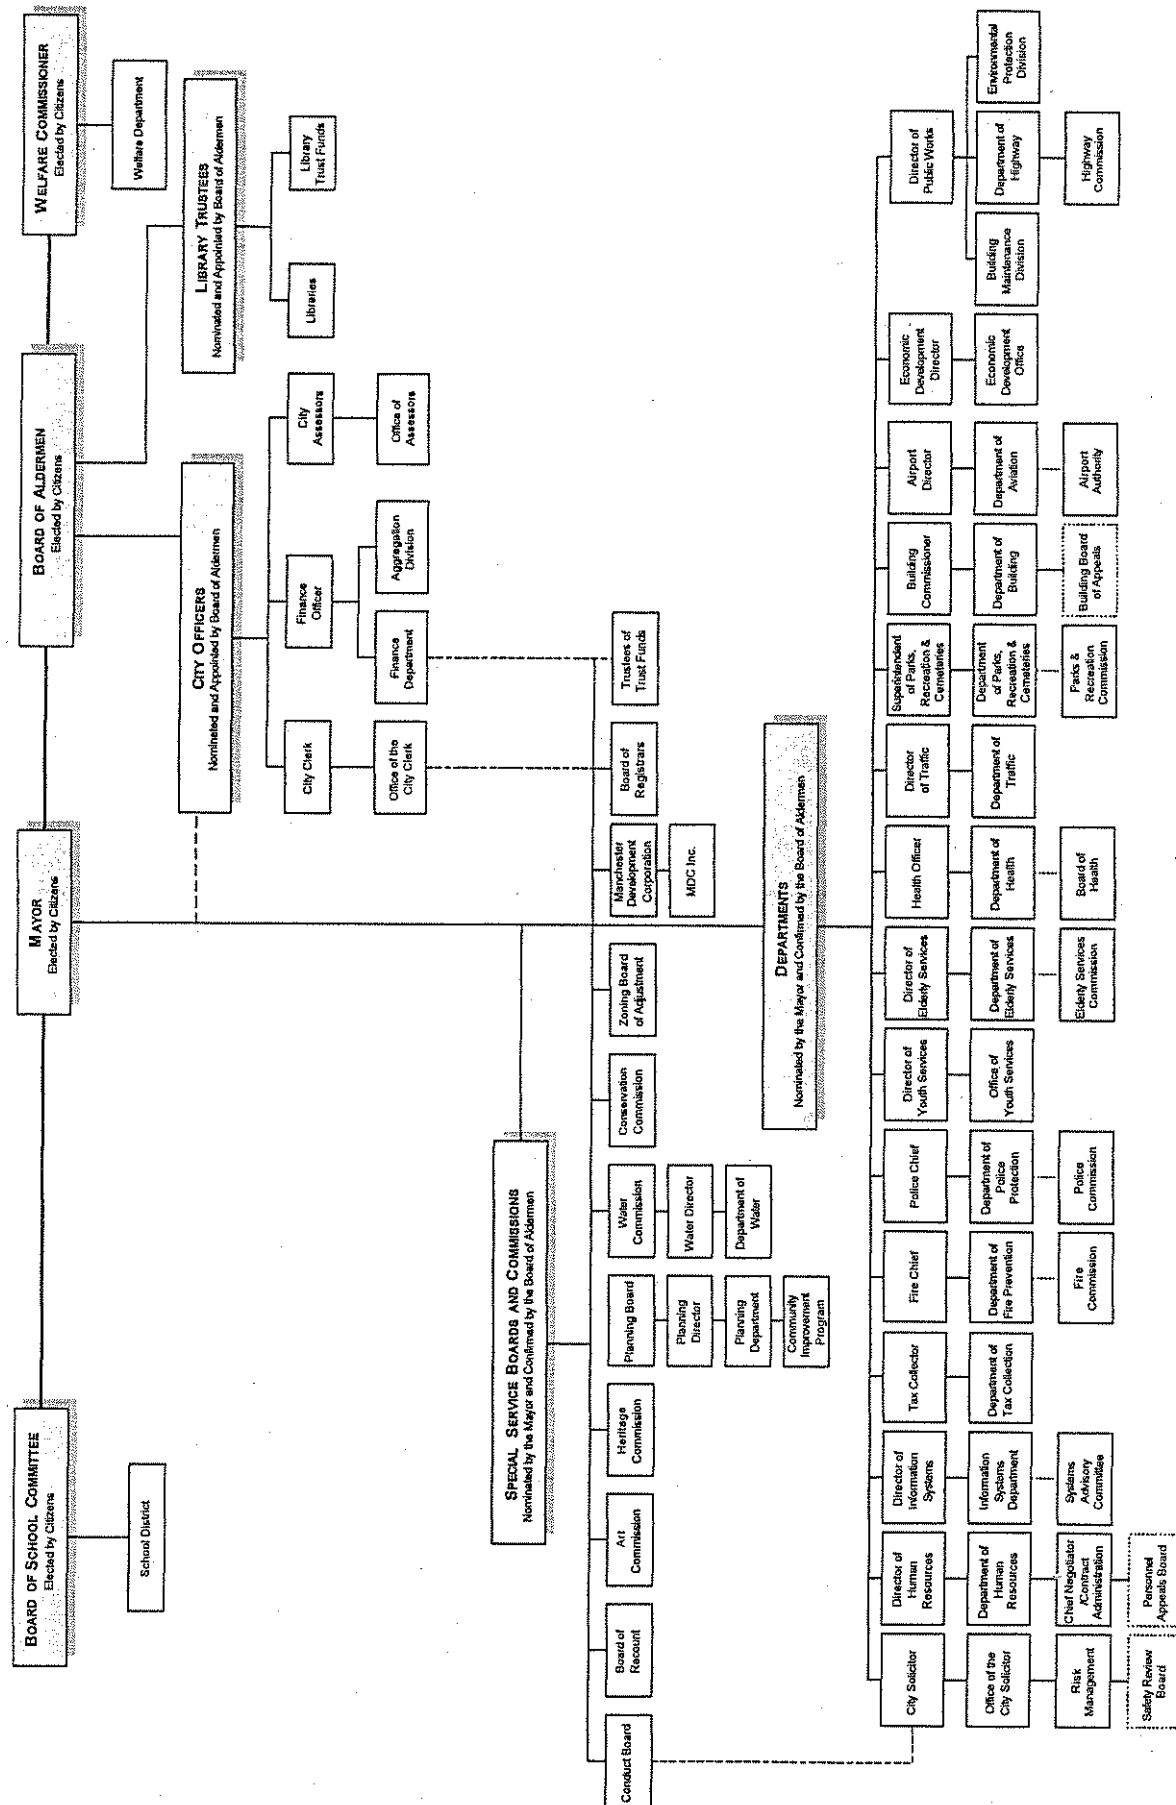 BOARD OF SCHOOL COMMITTEE
Elected by Citizens
MAYOR
Elected by Citizens
BOARD OF ALDERMEN
Elected by Citizens
WELFARE COMMISSIONER
Elected by Citizens
School District
Welfare Department
CITY OFFICERS
Nominated and Appointed by Board of Aldermen
LIBRARY TRUSTEES
Nominated and Appointed by Board of Aldermen
City Clerk
Finance
Officer
City
Assessors
Libraries
Library
Trust Funds
Office of the
City Clerk
Finance
Department
Aggregation
Division
Office of
Assessors
SPECIAL SERVICE BOARDS AND COMMISSIONS
Nominated by the Mayor and Confirmed by the Board of Aldermen
Conduct Board
Board of
Recount
Art
Commission
Heritage
Commission
Planning Board
Water
Commission
Conservation
Commission
Zoning Board
of Adjustment
Manchester
Development
Corporation
Board of
Registrars
Trustees of
Trust Funds
Planning
Director
Water Director
MDC Inc.
Planning
Department
Department of
Water
Community
Improvement
Program
DEPARTMENTS
Nominated by the Mayor and Confirmed by the Board of Aldermen
City Solicitor
Director of
Human
Resources
Director of
Information
Systems
Tax Collector
Fire Chief
Police Chief
Director of
Youth Services
Director of
Elderly Services
Health Officer
Director
of Traffic
Superintendent
of Parks,
Recreation &
Cemeteries
Building
Commissioner
Airport
Director
Economic
Development
Director
Director of
Public Works
Office of the
City Solicitor
Department of
Human
Resources
Information
Systems
Department
Department of
Tax Collection
Department of
Fire Prevention
Department of
Police
Protection
Office of
Youth Services
Department of
Elderly Services
Department of
Health
Department of
Traffic
Department
of Parks,
Recreation &
Cemeteries
Department of
Building
Department of
Aviation
Economic
Development
Office
Building
Maintenance
Division
Department of
Highway
Environmental
Protection
Division
Risk
Management
Chief Negotiator
/Contract
Administration
Systems
Advisory
Committee
Fire
Commission
Police
Commission
Elderly Services
Commission
Board of
Health
Parks &
Recreation
Commission
Building Board
of Appeals
Airport
Authority
Highway
Commission
Safety Review
Board
Personnel
Appeals Board